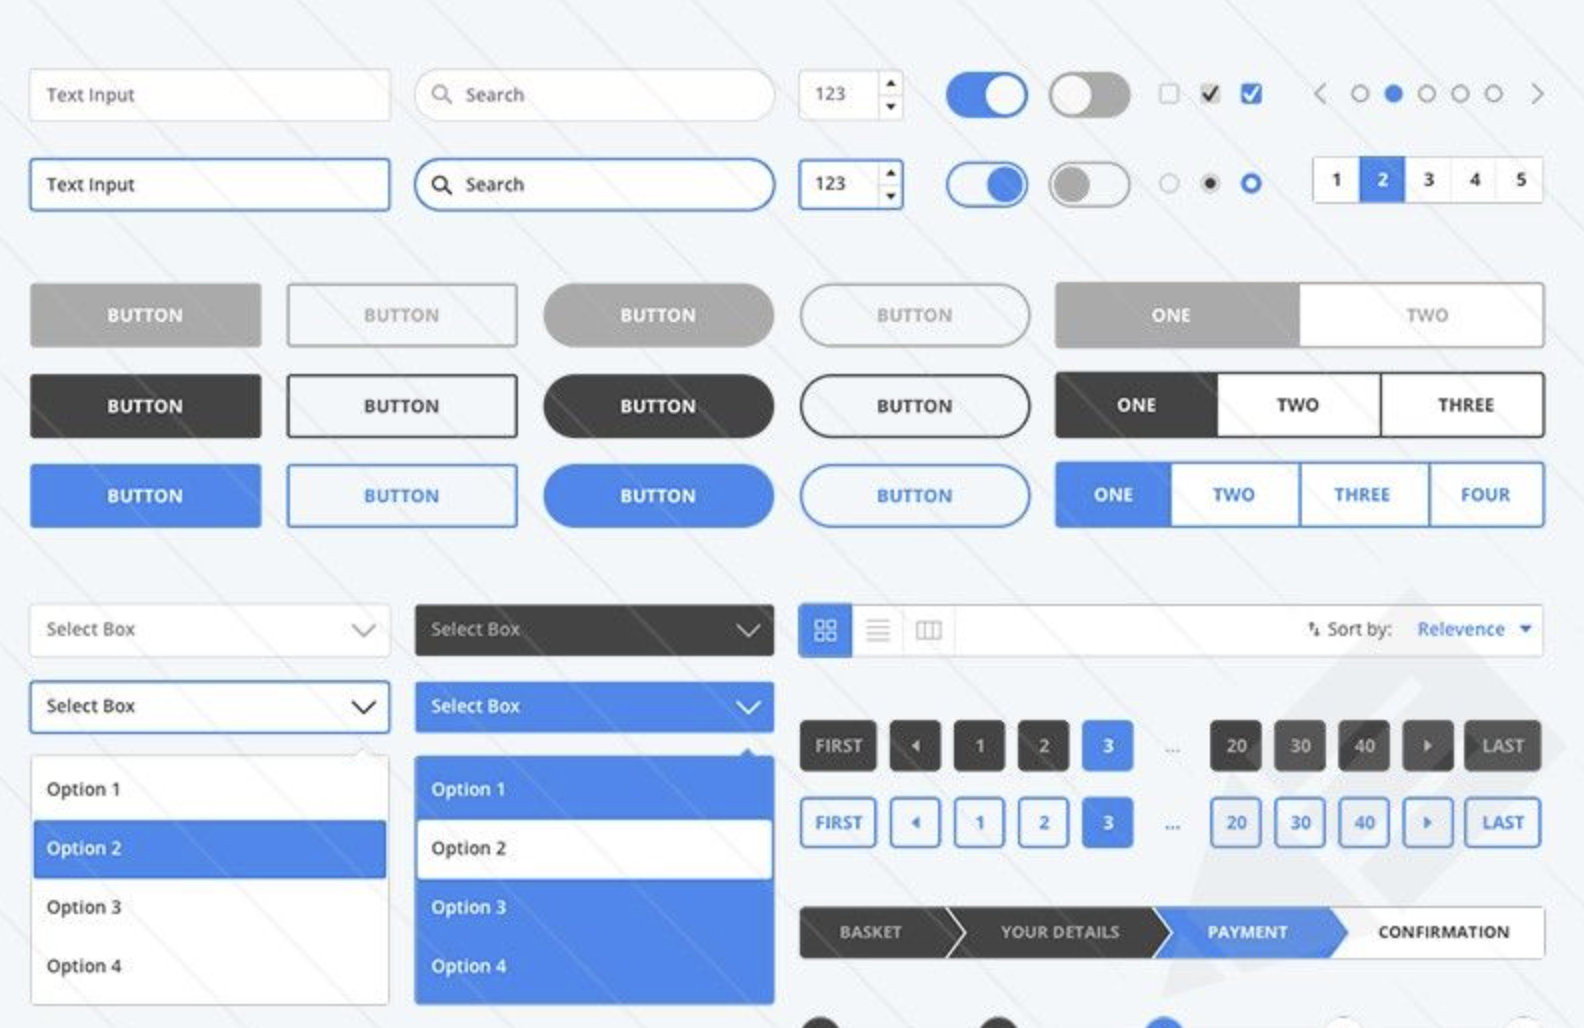 Text Input
Search
123
Text Input
Search
123
1 2 3 4 5
BUTTON BUTTON BUTTON BUTTON ONE TWO
BUTTON BUTTON BUTTON BUTTON ONE TWO THREE
BUTTON BUTTON BUTTON BUTTON ONE TWO THREE FOUR
Select Box
Select Box
Sort by: Relevence
Select Box
Select Box
Option 1
Option 2
Option 3
Option 4
Option 1
Option 2
Option 3
Option 4
FIRST 1 2 3 ... 20 30 40 LAST
FIRST 1 2 3 ... 20 30 40 LAST
BASKET YOUR DETAILS PAYMENT CONFIRMATION